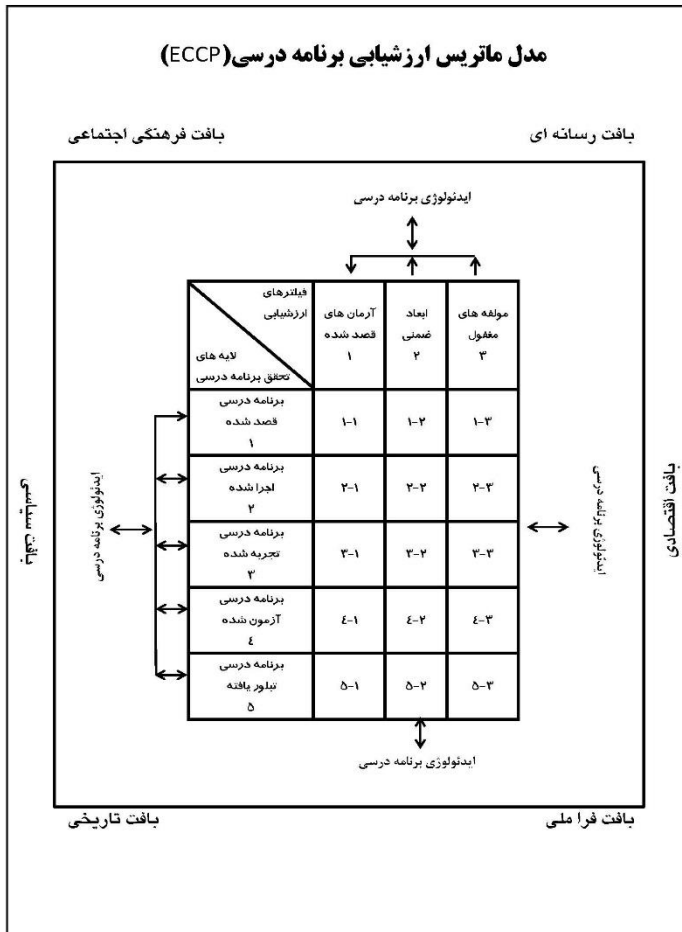 مدل ماتریس ارزشیابی برنامه درسی(ECCP)
بافت رسانه ای
بافت فرهنگی اجتماعی
ایدئولوژی برنامه درسی
فیلترهای
ارزشیابی
لایه های
تحقق برنامه درسی
آرمان های
قصد شده
۱
ابعاد
ضمنی
۲
مولفه های
مغفول
۳
برنامه درسی
قصد شده
۱
۱-۱
۱-۲
۱-۳
برنامه درسی
اجرا شده
۲
۲-۱
۲-۲
۲-۳
برنامه درسی
تجربه شده
۳
۳-۱
۳-۲
۳-۳
برنامه درسی
آزمون شده
٤
٤-۱
٤-۲
٤-۳
برنامه درسی
تبلور یافته
۵
۵-۱
۵-۲
۵-۳
ایدئولوژی برنامه درسی
بافت اقتصادی
ایدئولوژی برنامه درسی
بافت سیاسی
ایدئولوژی برنامه درسی
بافت فرا ملی
بافت تاریخی